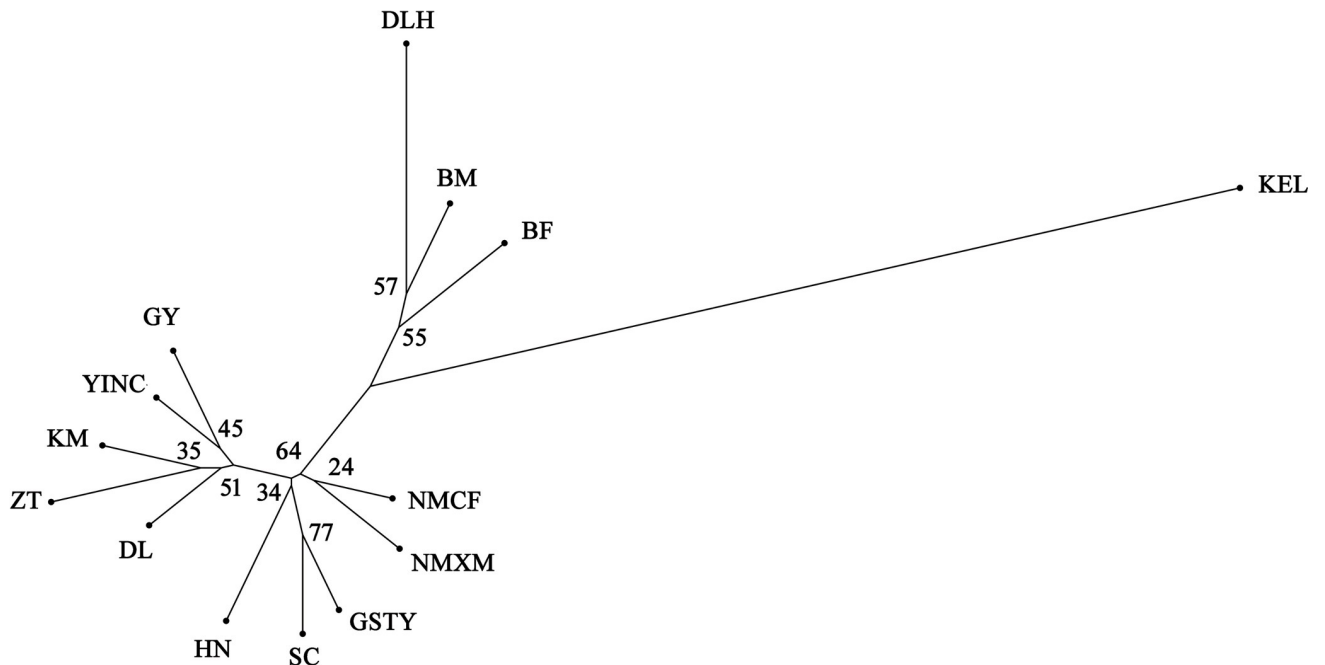 DLH
BM
KEL
BF
57
GY
55
YINC
45
KM
35
64
24
ZT
51
34
NMCF
77
DL
NMXM
GSTY
HN
SC